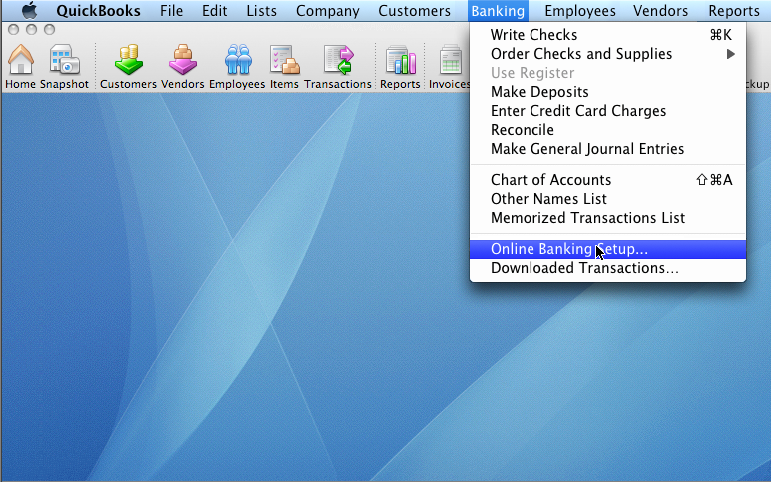 QuickBooks File Edit Lists Company Customers Banking Employees Vendors Reports
Home Snapshot Customers Vendors Employees Items Transactions Reports Invoices
Write Checks ⌘K
Order Checks and Supplies ▶
Use Register
Make Deposits
Enter Credit Card Charges
Reconcile
Make General Journal Entries
Chart of Accounts ⇧⌘A
Other Names List
Memorized Transactions List
Online Banking Setup...
Downloaded Transactions...